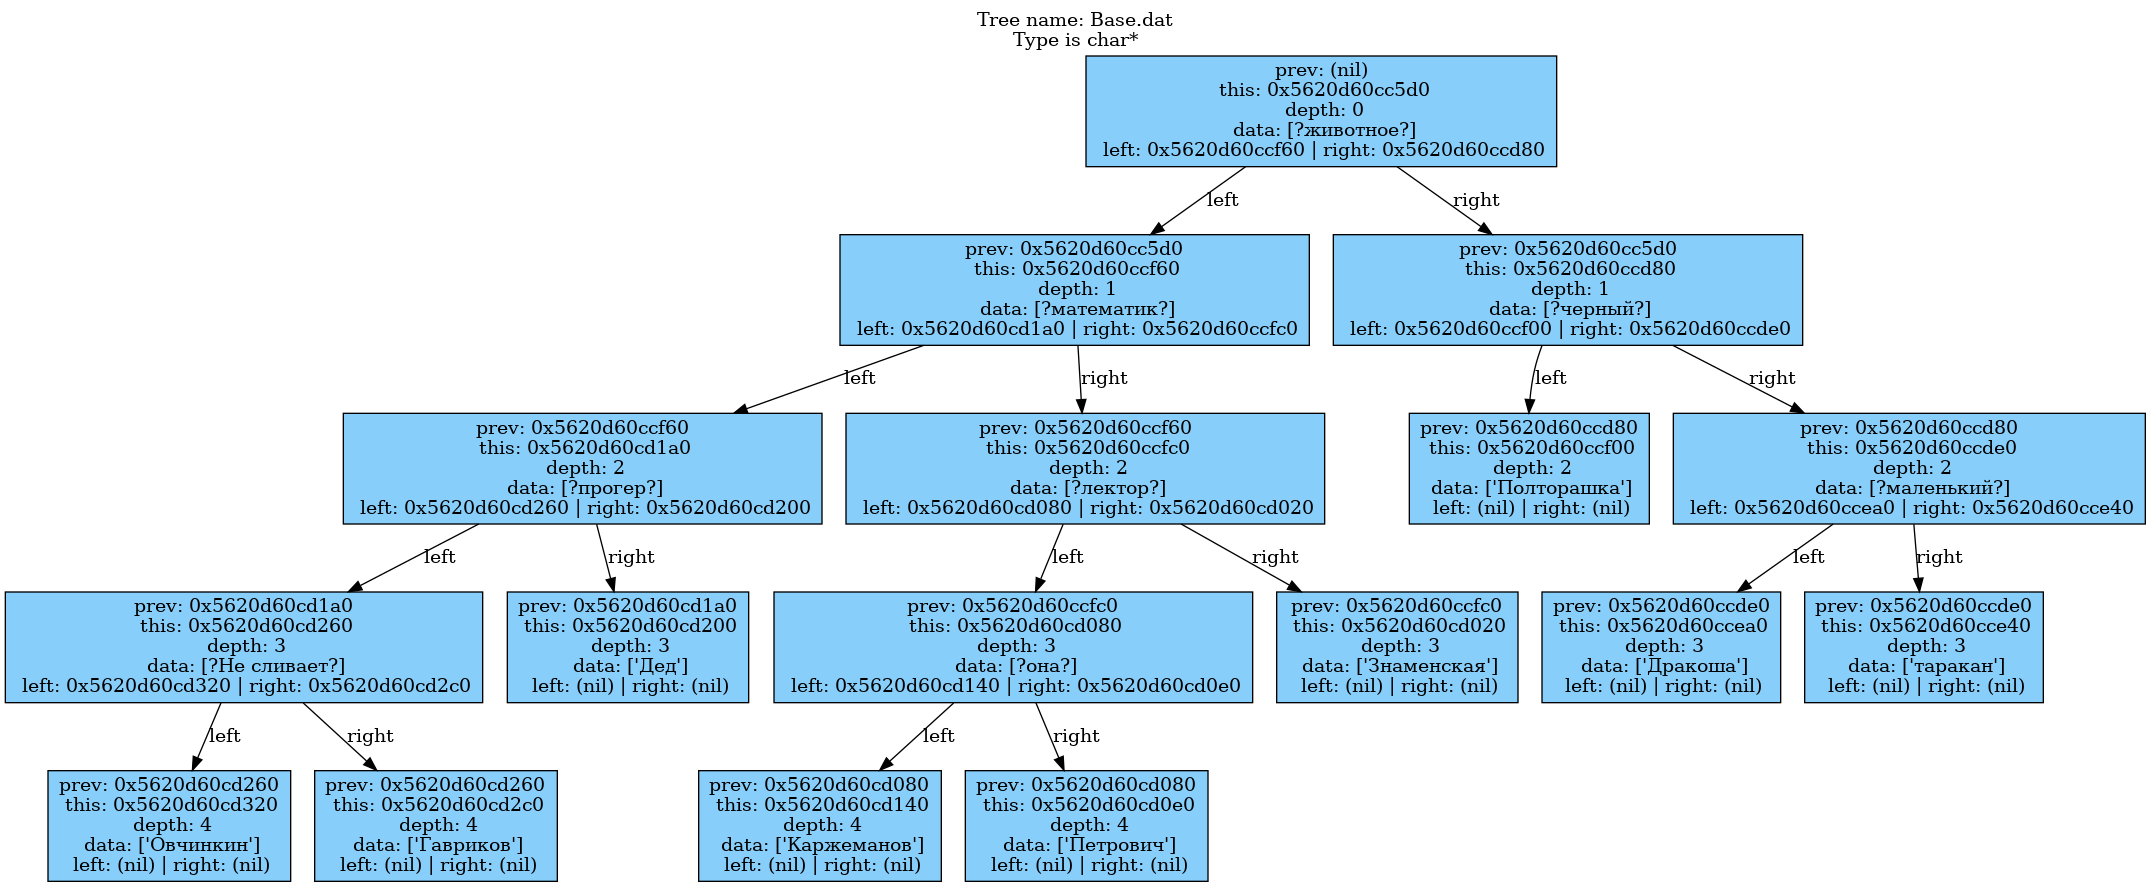 Tree name: Base.dat
Type is char*
prev: (nil)
this: 0x5620d60cc5d0
depth: 0
data: [?животное?]
left: 0x5620d60ccf60 | right: 0x5620d60ccd80
left
right
prev: 0x5620d60cc5d0
this: 0x5620d60ccf60
depth: 1
data: [?математик?]
left: 0x5620d60cd1a0 | right: 0x5620d60ccfc0
prev: 0x5620d60cc5d0
this: 0x5620d60ccd80
depth: 1
data: [?черный?]
left: 0x5620d60ccf00 | right: 0x5620d60ccde0
left
right
left
right
prev: 0x5620d60ccf60
this: 0x5620d60cd1a0
depth: 2
data: [?прогер?]
left: 0x5620d60cd260 | right: 0x5620d60cd200
prev: 0x5620d60ccf60
this: 0x5620d60ccfc0
depth: 2
data: [?лектор?]
left: 0x5620d60cd080 | right: 0x5620d60cd020
prev: 0x5620d60ccd80
this: 0x5620d60ccf00
depth: 2
data: ['Полторашка']
left: (nil) | right: (nil)
prev: 0x5620d60ccd80
this: 0x5620d60ccde0
depth: 2
data: [?маленький?]
left: 0x5620d60ccea0 | right: 0x5620d60cce40
left
right
left
right
left
right
prev: 0x5620d60cd1a0
this: 0x5620d60cd260
depth: 3
data: [?Не сливает?]
left: 0x5620d60cd320 | right: 0x5620d60cd2c0
prev: 0x5620d60cd1a0
this: 0x5620d60cd200
depth: 3
data: ['Дед']
left: (nil) | right: (nil)
prev: 0x5620d60ccfc0
this: 0x5620d60cd080
depth: 3
data: [?она?]
left: 0x5620d60cd140 | right: 0x5620d60cd0e0
prev: 0x5620d60ccfc0
this: 0x5620d60cd020
depth: 3
data: ['Знаменская']
left: (nil) | right: (nil)
prev: 0x5620d60ccde0
this: 0x5620d60ccea0
depth: 3
data: ['Дракоша']
left: (nil) | right: (nil)
prev: 0x5620d60ccde0
this: 0x5620d60cce40
depth: 3
data: ['таракан']
left: (nil) | right: (nil)
left
right
left
right
prev: 0x5620d60cd260
this: 0x5620d60cd320
depth: 4
data: ['Овчинкин']
left: (nil) | right: (nil)
prev: 0x5620d60cd260
this: 0x5620d60cd2c0
depth: 4
data: ['Гавриков']
left: (nil) | right: (nil)
prev: 0x5620d60cd080
this: 0x5620d60cd140
depth: 4
data: ['Каржеманов']
left: (nil) | right: (nil)
prev: 0x5620d60cd080
this: 0x5620d60cd0e0
depth: 4
data: ['Петрович']
left: (nil) | right: (nil)